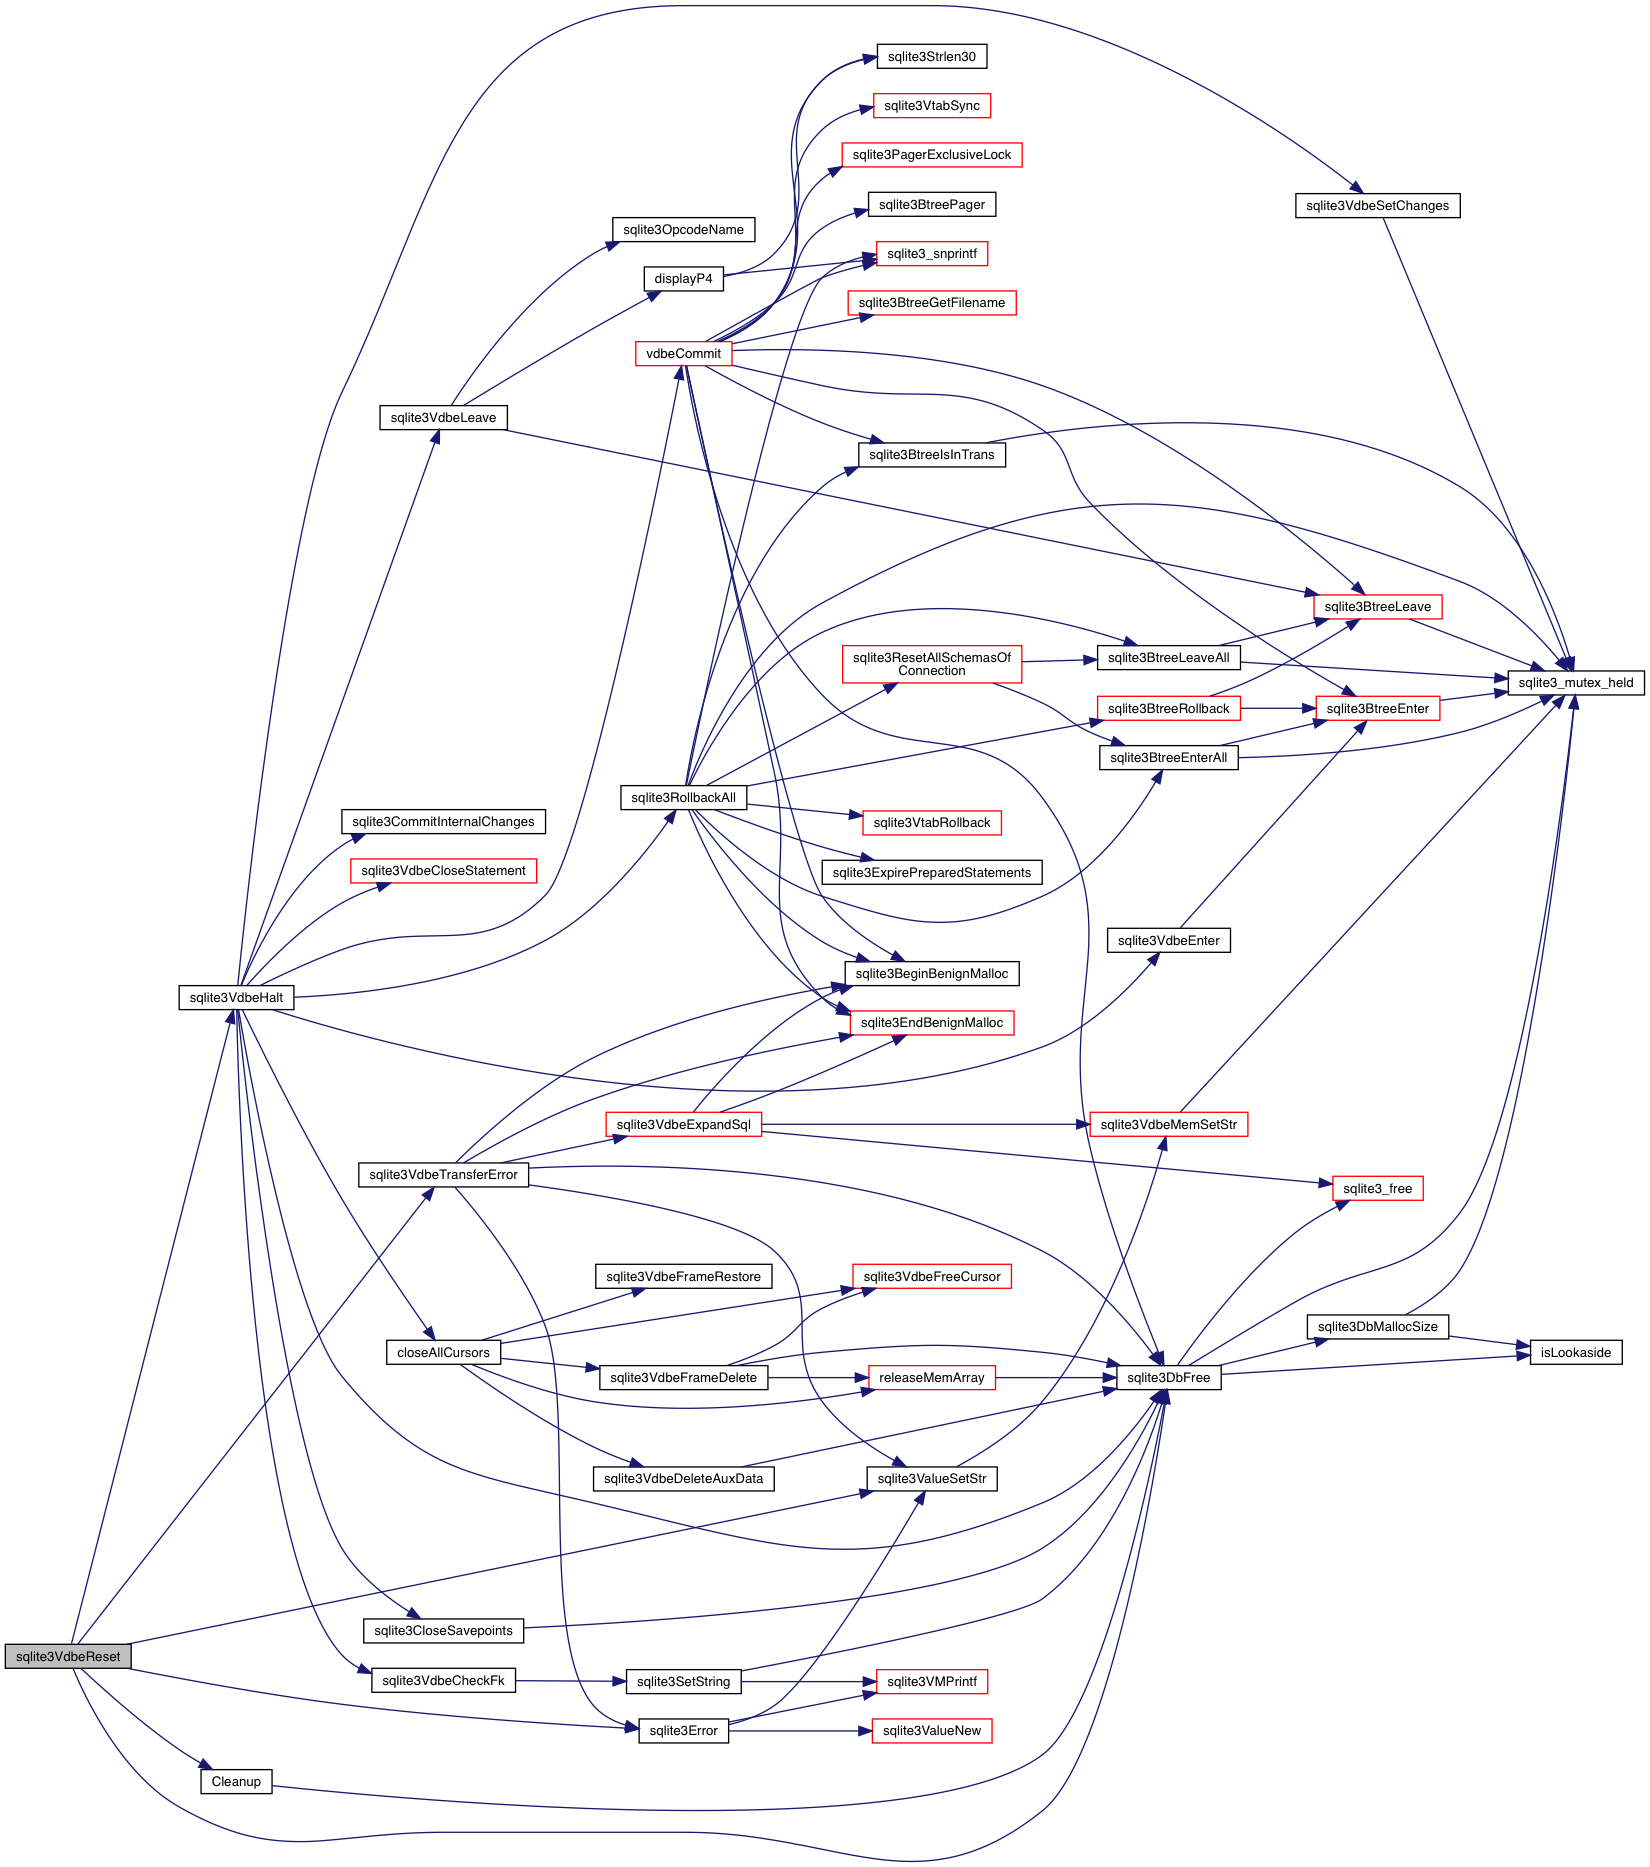 sqlite3Strlen30
sqlite3VtabSync
sqlite3PagerExclusiveLock
sqlite3BtreePager
sqlite3VdbeSetChanges
sqlite3OpcodeName
sqlite3_snprintf
displayP4
sqlite3BtreeGetFilename
vdbeCommit
sqlite3VdbeLeave
sqlite3BtreeIsInTrans
sqlite3BtreeLeave
sqlite3ResetAllSchemasOf
Connection
sqlite3BtreeLeaveAll
sqlite3_mutex_held
sqlite3BtreeRollback
sqlite3BtreeEnter
sqlite3BtreeEnterAll
sqlite3RollbackAll
sqlite3CommitInternalChanges
sqlite3VtabRollback
sqlite3VdbeCloseStatement
sqlite3ExpirePreparedStatements
sqlite3VdbeEnter
sqlite3BeginBenignMalloc
sqlite3VdbeHalt
sqlite3EndBenignMalloc
sqlite3VdbeExpandSql
sqlite3VdbeMemSetStr
sqlite3VdbeTransferError
sqlite3_free
sqlite3VdbeFrameRestore
sqlite3VdbeFreeCursor
sqlite3DbMallocSize
closeAllCursors
isLookaside
sqlite3VdbeFrameDelete
releaseMemArray
sqlite3DbFree
sqlite3VdbeDeleteAuxData
sqlite3ValueSetStr
sqlite3CloseSavepoints
sqlite3VdbeReset
sqlite3VdbeCheckFk
sqlite3SetString
sqlite3VMPrintf
sqlite3Error
sqlite3ValueNew
Cleanup